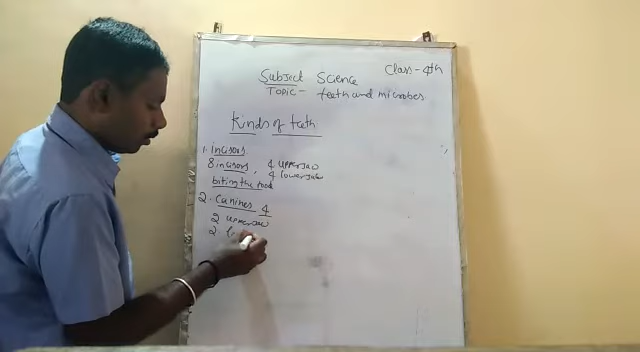 Class - 4th
Subject Science
Topic - teeth and microbes
Kinds of teeth
1. Incisors
8 incisors, 4 upper jaw
4 lower jaw
biting the food
2. Canines 4
2 upper jaw
2